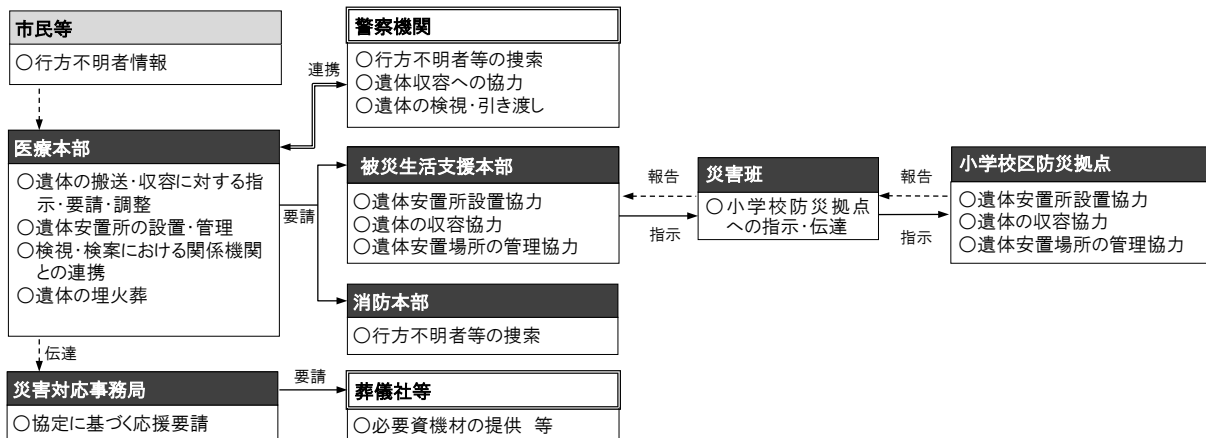 市民等
○行方不明者情報
警察機関
○行方不明者等の捜索
○遺体収容への協力
○遺体の検視・引き渡し
連携
医療本部
○遺体の搬送・収容に対する指
示・要請・調整
○遺体安置所の設置・管理
○検視・検案における関係機関
との連携
○遺体の埋火葬
要請
被災生活支援本部
○遺体安置所設置協力
○遺体の収容協力
○遺体安置場所の管理協力
報告
指示
災害班
○小学校防災拠点
への指示・伝達
報告
指示
小学校区防災拠点
○遺体安置所設置協力
○遺体の収容協力
○遺体安置場所の管理協力
消防本部
○行方不明者等の捜索
伝達
災害対応事務局
○協定に基づく応援要請
要請
葬儀社等
○必要資機材の提供 等